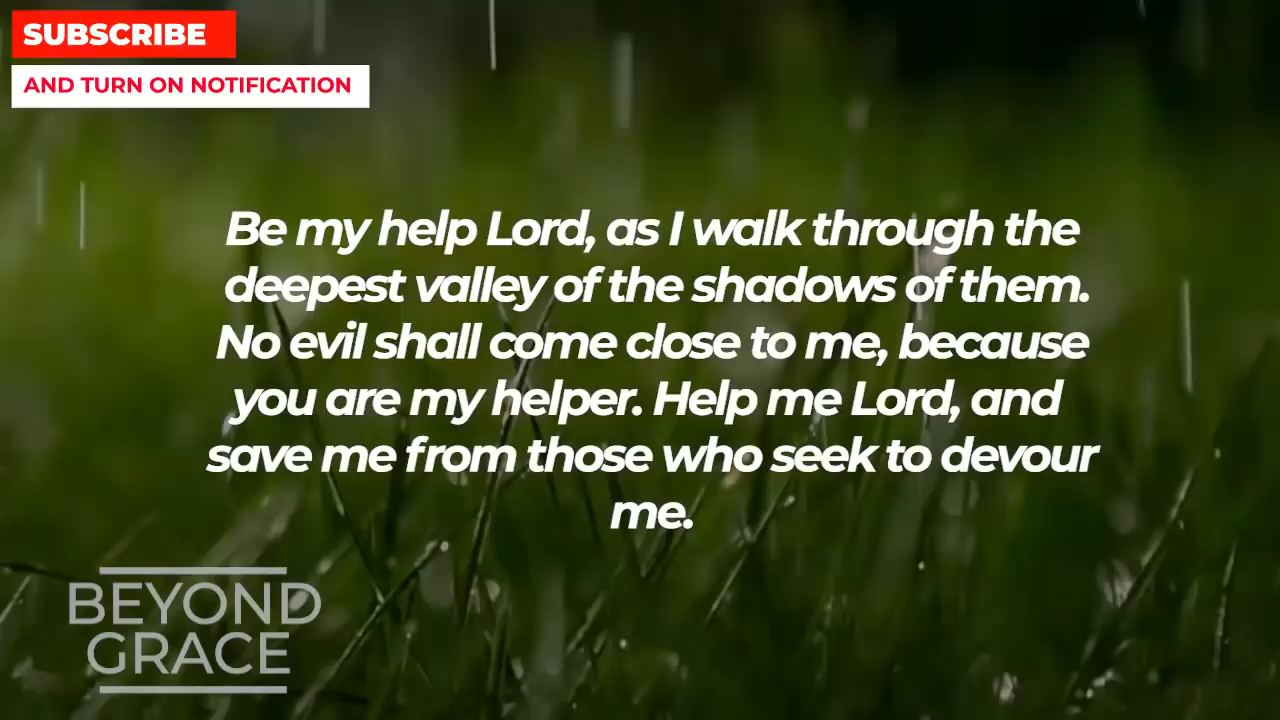 SUBSCRIBE
AND TURN ON NOTIFICATION
Be my help Lord, as I walk through the
deepest valley of the shadows of them.
No evil shall come close to me, because
you are my helper. Help me Lord, and
save me from those who seek to devour
me.
BEYOND
GRACE